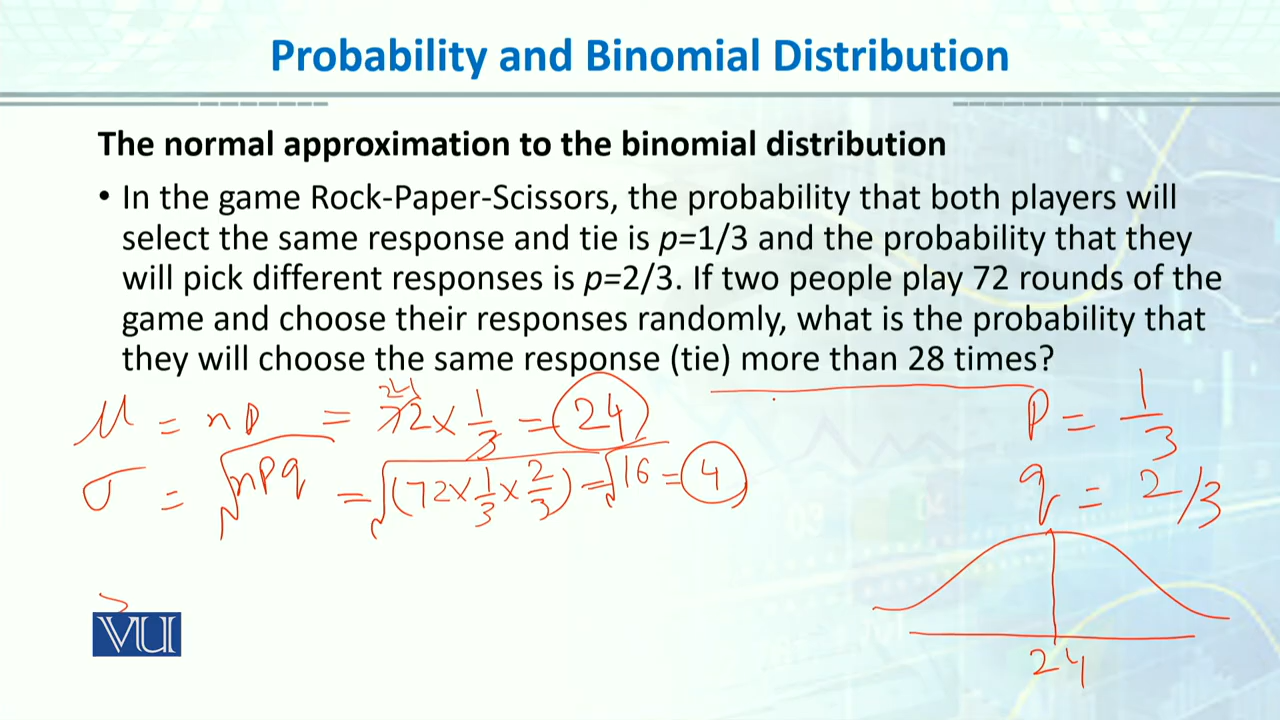 Probability and Binomial Distribution
The normal approximation to the binomial distribution
• In the game Rock-Paper-Scissors, the probability that both players will
select the same response and tie is p=1/3 and the probability that they
will pick different responses is p=2/3. If two people play 72 rounds of the
game and choose their responses randomly, what is the probability that
they will choose the same response (tie) more than 28 times?
μ = np = 72 × 1/3 = 24
24
σ = √npq = √(72 × 1/3 × 2/3) = √16 = 4
p = 1/3
q = 2/3
24
>
VU